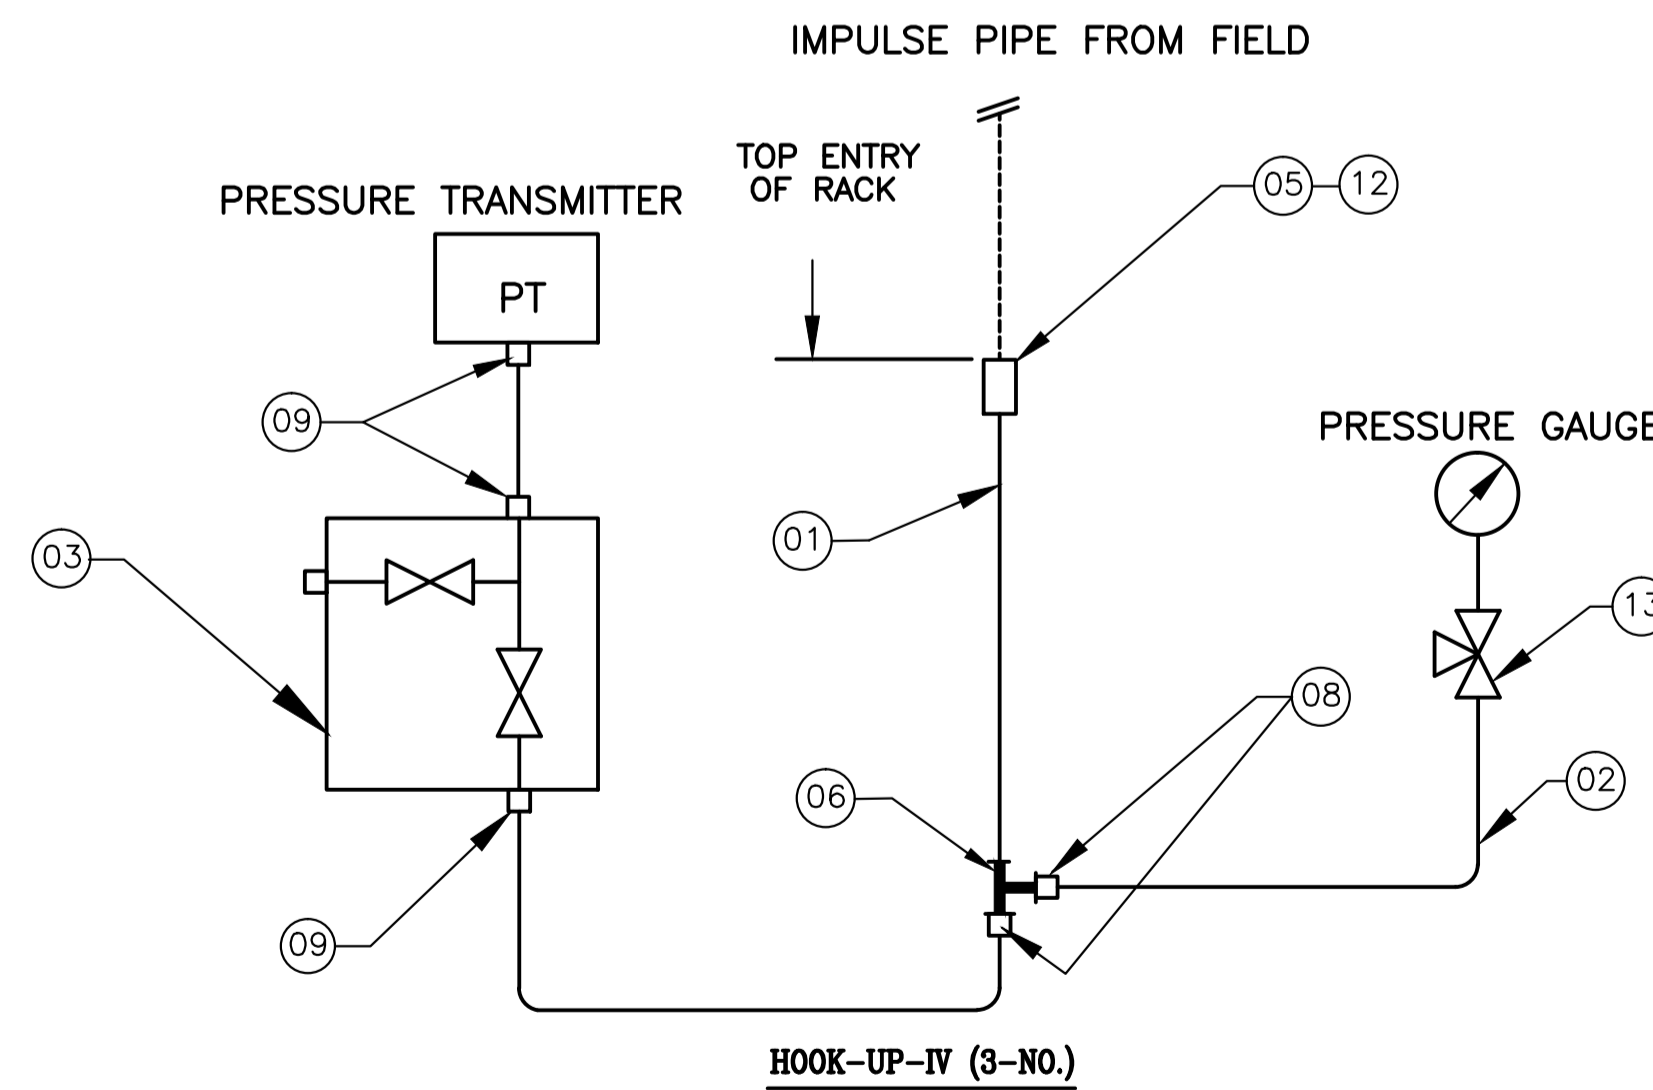 IMPULSE PIPE FROM FIELD
TOP ENTRY
OF RACK
05 12
PRESSURE TRANSMITTER
PT
09
PRESSURE GAUGE
03
01
13
08
06
02
09
HOOK-UP-IV (3-NO.)